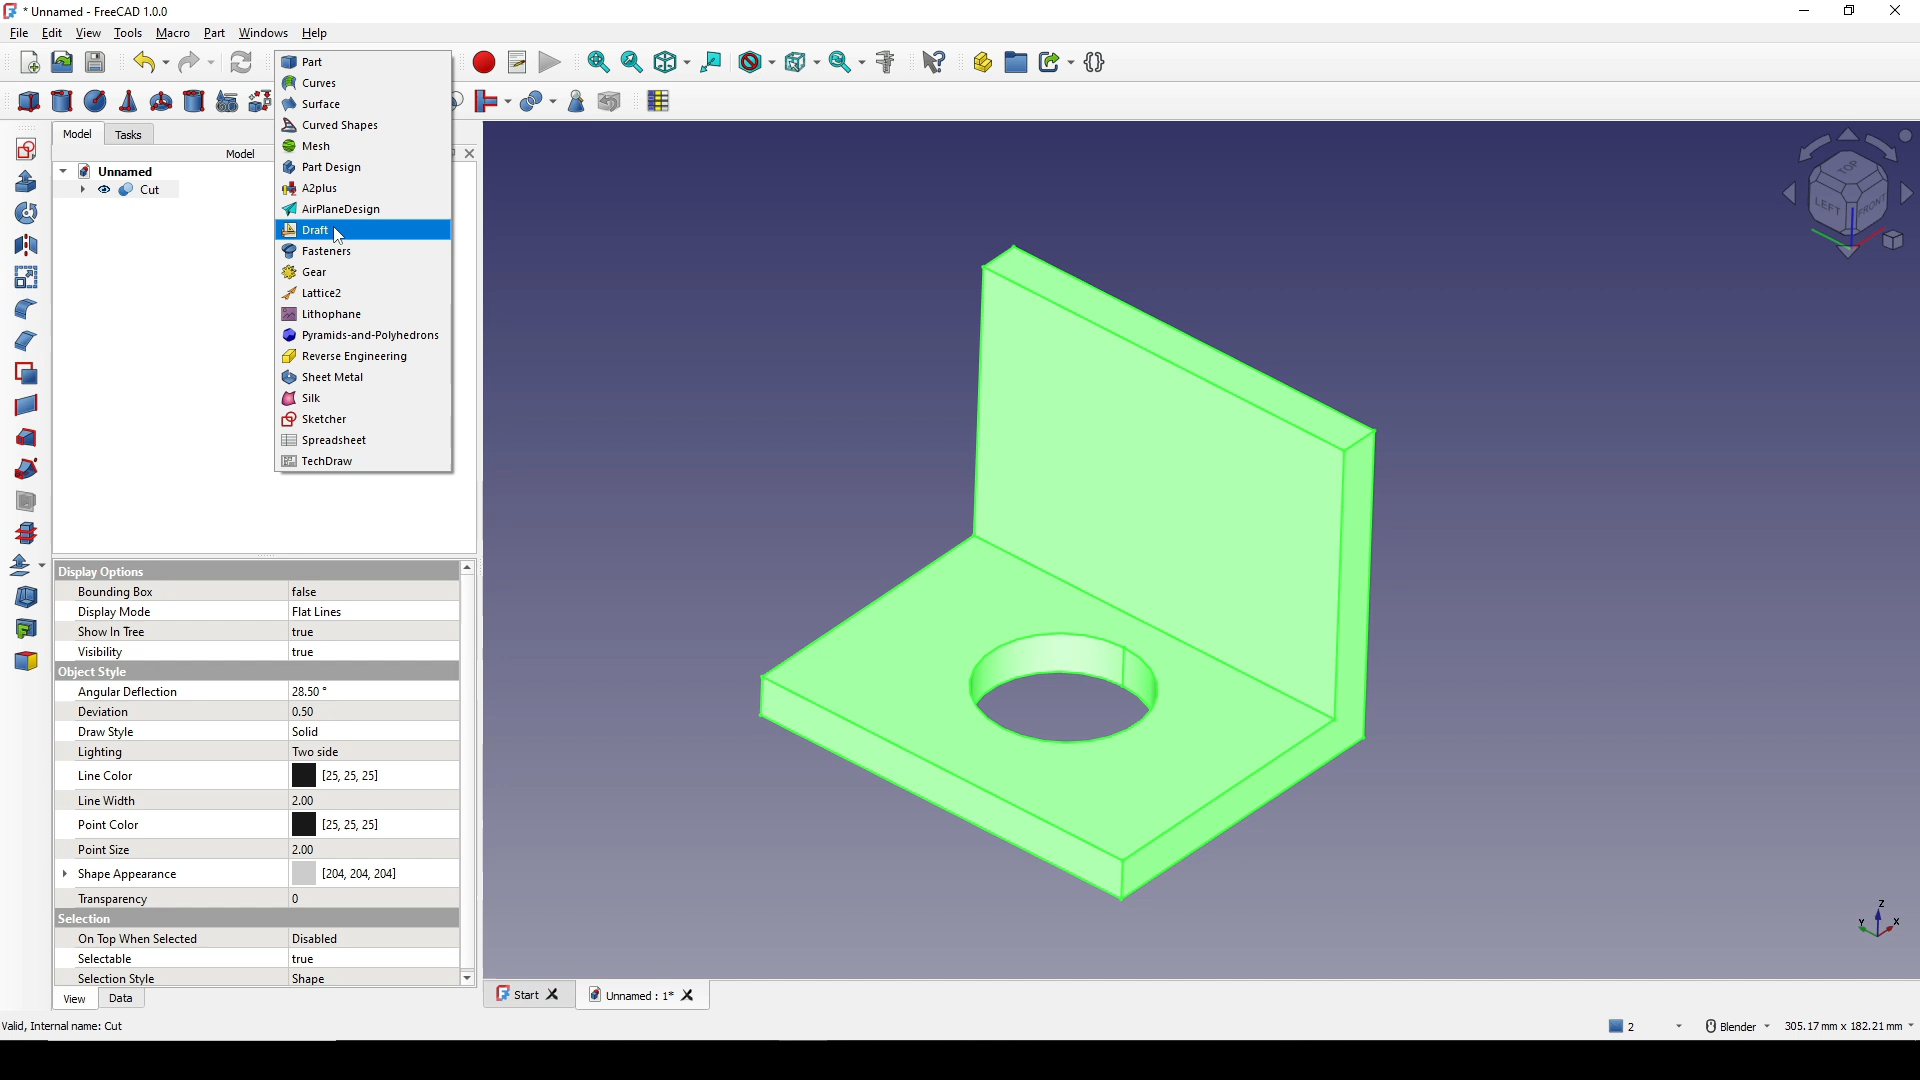 * Unnamed - FreeCAD 1.0.0
File Edit View Tools Macro Part Windows Help
Part
Curves
Surface
Curved Shapes
Mesh
Part Design
A2plus
AirPlaneDesign
Draft
Fasteners
Gear
Lattice2
Lithophane
Pyramids-and-Polyhedrons
Reverse Engineering
Sheet Metal
Silk
Sketcher
Spreadsheet
TechDraw
Model Tasks
Model
Unnamed
Cut
TOP
LEFT FRONT
Display Options
Bounding Box false
Display Mode Flat Lines
Show In Tree true
Visibility true
Object Style
Angular Deflection 28.50 °
Deviation 0.50
Draw Style Solid
Lighting Two side
Line Color [25, 25, 25]
Line Width 2.00
Point Color [25, 25, 25]
Point Size 2.00
Shape Appearance [204, 204, 204]
Transparency 0
Selection
On Top When Selected Disabled
Selectable true
Selection Style Shape
View Data
Start Unnamed : 1*
Z
Y X
Valid, Internal name: Cut
2 Blender 305.17 mm x 182.21 mm